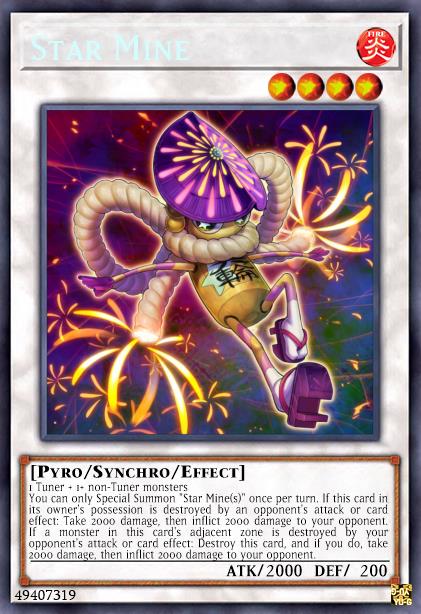 STAR MINE
FIRE
炎
[PYRO/SYNCHRO/EFFECT]
1 Tuner + 1+ non-Tuner monsters
You can only Special Summon "Star Mine(s)" once per turn. If this card in
its owner's possession is destroyed by an opponent's attack or card
effect: Take 2000 damage, then inflict 2000 damage to your opponent.
If a monster in this card's adjacent zone is destroyed by your
opponent's attack or card effect: Destroy this card, and if you do, take
2000 damage, then inflict 2000 damage to your opponent.
ATK/2000 DEF/ 200
49407319